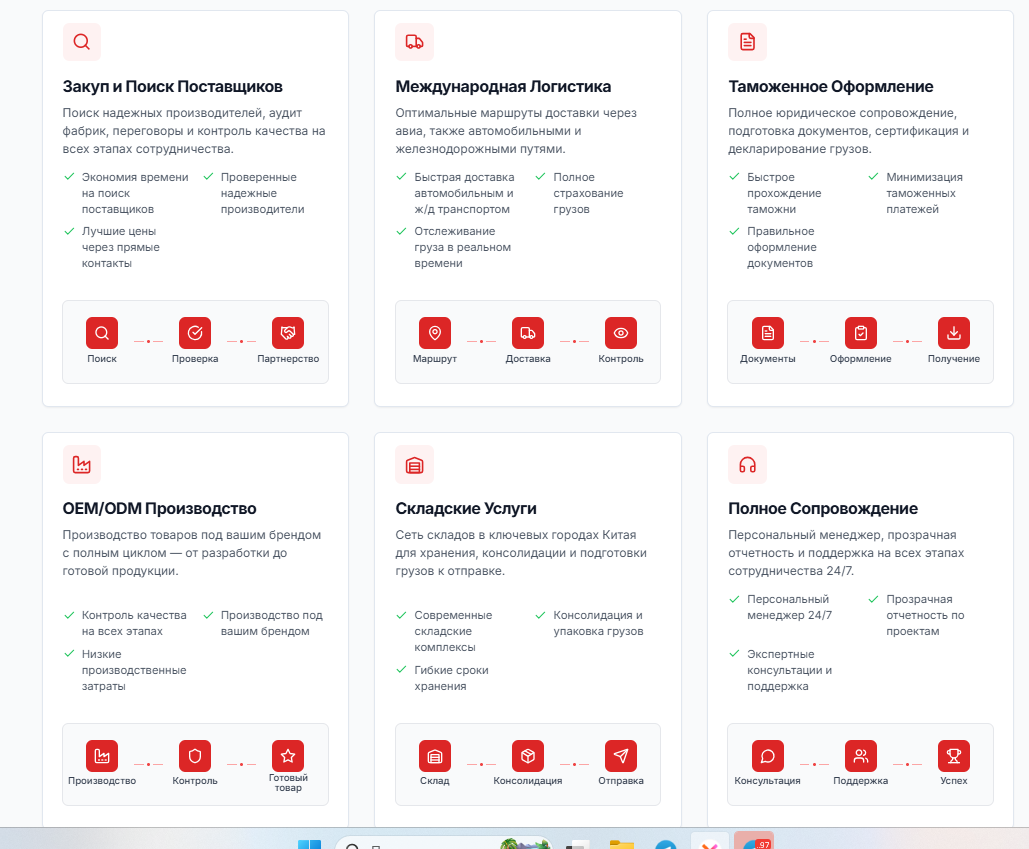 Закуп и Поиск Поставщиков
Поиск надежных производителей, аудит
фабрик, переговоры и контроль качества на
всех этапах сотрудничества.
Экономия времени
на поиск
поставщиков
Проверенные
надежные
производители
Лучшие цены
через прямые
контакты
Поиск
Проверка
Партнерство
Международная Логистика
Оптимальные маршруты доставки через
авиа, также автомобильными и
железнодорожными путями.
Быстрая доставка
автомобильным и
ж/д транспортом
Полное
страхование
грузов
Отслеживание
груза в реальном
времени
Маршрут
Доставка
Контроль
Таможенное Оформление
Полное юридическое сопровождение,
подготовка документов, сертификация и
декларирование грузов.
Быстрое
прохождение
таможни
Минимизация
таможенных
платежей
Правильное
оформление
документов
Документы
Оформление
Получение
OEM/ODM Производство
Производство товаров под вашим брендом
с полным циклом — от разработки до
готовой продукции.
Контроль качества
на всех этапах
Производство под
вашим брендом
Низкие
производственные
затраты
Производство
Контроль
Готовый
товар
Складские Услуги
Сеть складов в ключевых городах Китая
для хранения, консолидации и подготовки
грузов к отправке.
Современные
складские
комплексы
Консолидация и
упаковка грузов
Гибкие сроки
хранения
Склад
Консолидация
Отправка
Полное Сопровождение
Персональный менеджер, прозрачная
отчетность и поддержка на всех этапах
сотрудничества 24/7.
Персональный
менеджер 24/7
Прозрачная
отчетность по
проектам
Экспертные
консультации и
поддержка
Консультация
Поддержка
Успех
97